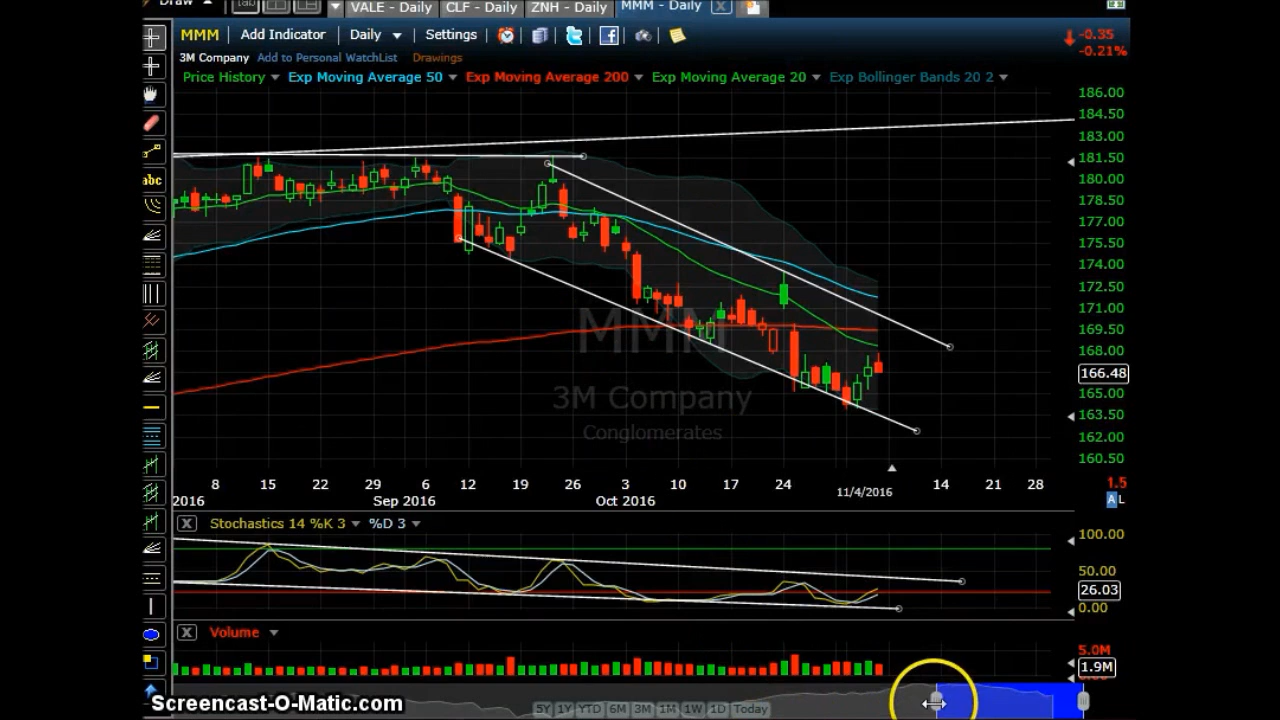 Draw
Tab
VALE - Daily CLF - Daily ZNH - Daily MMM - Daily X
MMM Add Indicator Daily Settings
-0.35
-0.21%
3M Company Add to Personal WatchList Drawings
Price History Exp Moving Average 50 Exp Moving Average 200 Exp Moving Average 20 Exp Bollinger Bands 20 2
abc
186.00
184.50
183.00
181.50
180.00
178.50
177.00
175.50
174.00
172.50
171.00
169.50
168.00
166.48
165.00
163.50
162.00
160.50
MMM
3M Company
Conglomerates
8 15 22 29 6 12 19 26 3 10 17 24 11/4/2016 14 21 28
2016 Sep 2016 Oct 2016
1.5
A L
X Stochastics 14 %K 3 %D 3
100.00
50.00
26.03
0.00
X Volume
5.0M
1.9M
5Y 1Y YTD 6M 3M 1M 1W 1D Today
Screencast-O-Matic.com